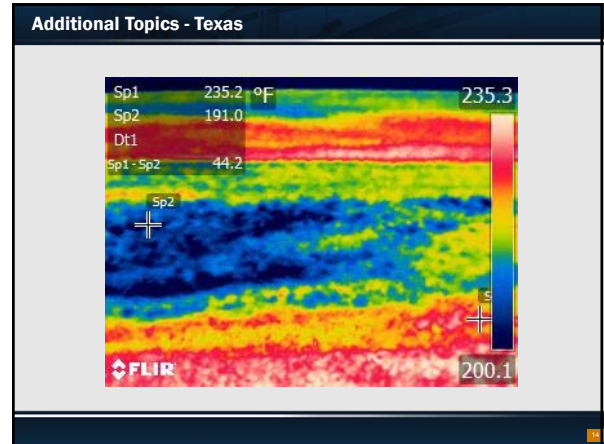 Additional Topics - Texas
Sp1 235.2 °F 235.3
Sp2 191.0
Dt1
Sp1 - Sp2 44.2
Sp2
S
FLIR 200.1
14